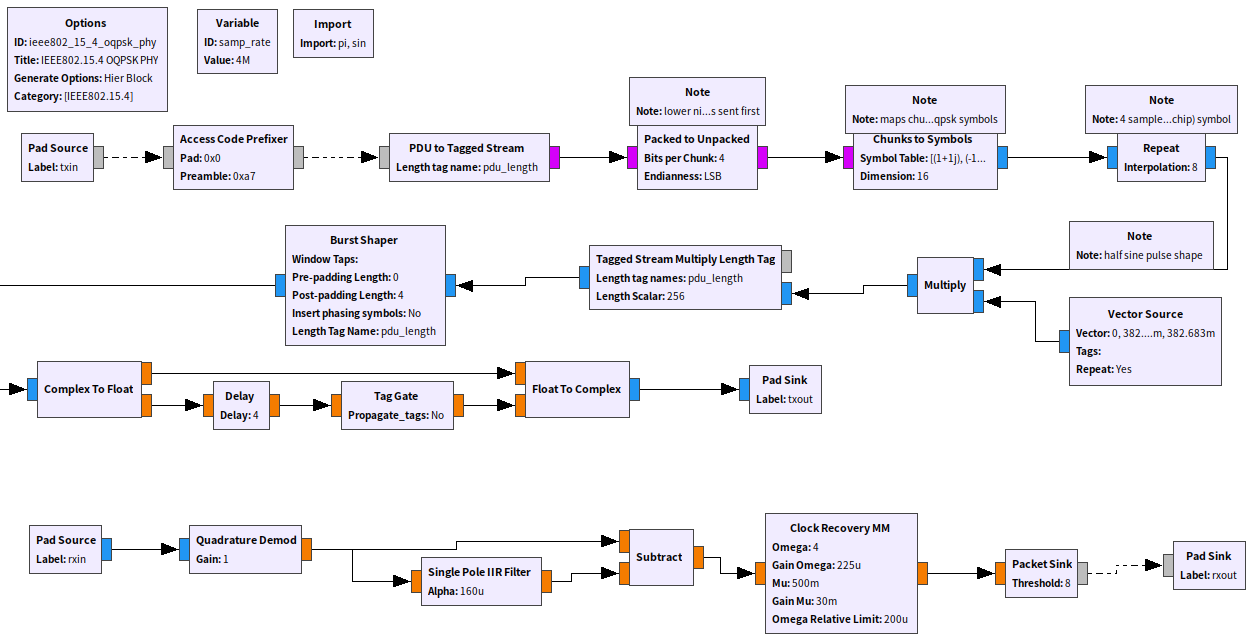 Options
ID: ieee802_15_4_oqpsk_phy
Title: IEEE802.15.4 OQPSK PHY
Generate Options: Hier Block
Category: [IEEE802.15.4]
Variable
ID: samp_rate
Value: 4M
Import
Import: pi, sin
Note
Note: lower ni...s sent first
Note
Note: maps chu...qpsk symbols
Note
Note: 4 sample...chip) symbol
Pad Source
Label: txin
Access Code Prefixer
Pad: 0x0
Preamble: 0xa7
PDU to Tagged Stream
Length tag name: pdu_length
Packed to Unpacked
Bits per Chunk: 4
Endianness: LSB
Chunks to Symbols
Symbol Table: [(1+1j), (-1...
Dimension: 16
Repeat
Interpolation: 8
Burst Shaper
Window Taps:
Pre-padding Length: 0
Post-padding Length: 4
Insert phasing symbols: No
Length Tag Name: pdu_length
Tagged Stream Multiply Length Tag
Length tag names: pdu_length
Length Scalar: 256
Multiply
Note
Note: half sine pulse shape
Vector Source
Vector: 0, 382....m, 382.683m
Tags:
Repeat: Yes
Complex To Float
Delay
Delay: 4
Tag Gate
Propagate_tags: No
Float To Complex
Pad Sink
Label: txout
Pad Source
Label: rxin
Quadrature Demod
Gain: 1
Single Pole IIR Filter
Alpha: 160u
Subtract
Clock Recovery MM
Omega: 4
Gain Omega: 225u
Mu: 500m
Gain Mu: 30m
Omega Relative Limit: 200u
Packet Sink
Threshold: 8
Pad Sink
Label: rxout